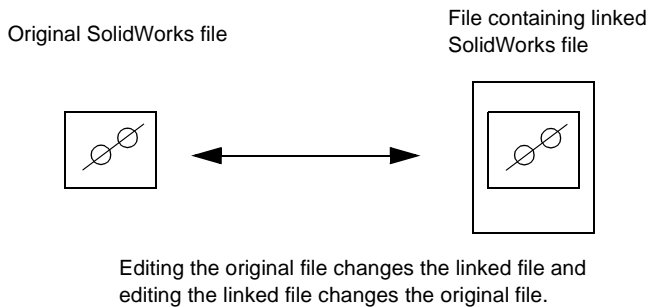 Original SolidWorks file
File containing linked
SolidWorks file
Editing the original file changes the linked file and
editing the linked file changes the original file.